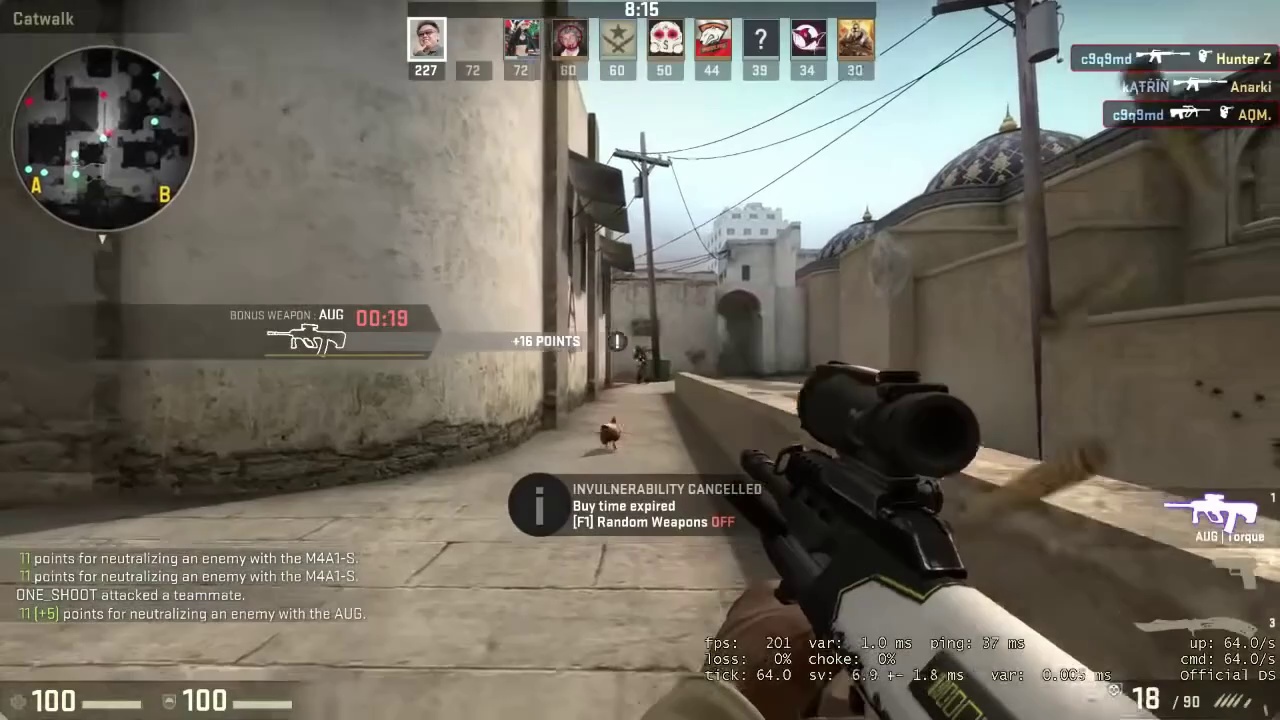 Catwalk
8:15
227 72 72 60 60 50 44 39 34 30
?
c9q9md Hunter Z
kĄŤŘĪŇ Anarki
c9q9md AQM.
A
B
BONUS WEAPON : AUG 00:19
+16 POINTS
INVULNERABILITY CANCELLED
Buy time expired
[F1] Random Weapons OFF
1
AUG | Torque
3
11 points for neutralizing an enemy with the M4A1-S.
11 points for neutralizing an enemy with the M4A1-S.
ONE_SHOOT attacked a teammate.
11 (+5) points for neutralizing an enemy with the AUG.
fps: 201 var: 1.0 ms ping: 37 ms
loss: 0% choke: 0%
tick: 64.0 sv: 6.9 +- 1.8 ms var: 0.005 ms
up: 64.0/s
cmd: 64.0/s
Official DS
100 100
18 / 90